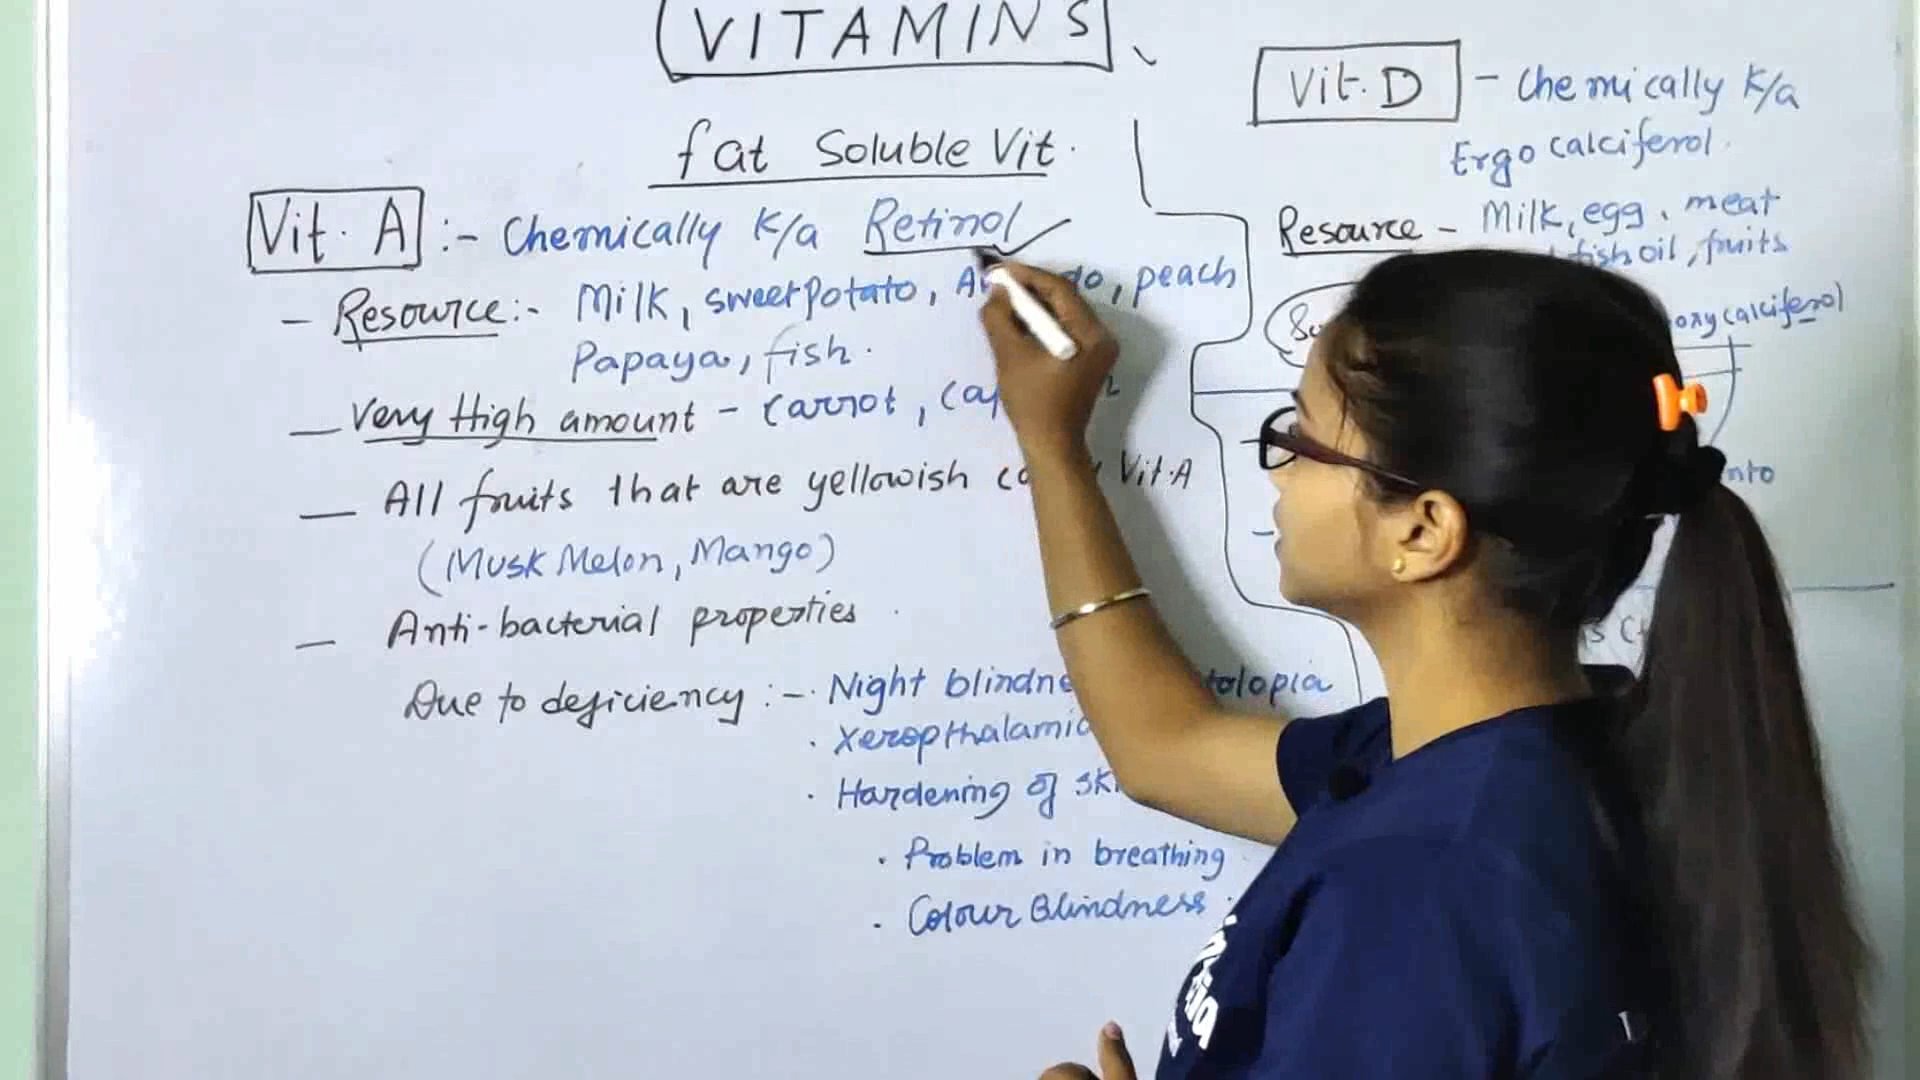 VITAMINS
fat Soluble Vit.
Vit. A :- Chemically K/a Retinol
- Resource :- Milk, sweet potato, peach
Papaya, fish.
- Very High amount - Carrot,
- All fruits that are yellowish Vit.A
(Musk Melon, Mango)
- Anti-bacterial properties
Due to deficiency :- . Night
. Xeropthalamia
. Hardening of
. Problem in breathing
. Colour Blindness
Vit. D - Chemically K/a
Ergocalciferol.
Resource - Milk, egg, meat
fish oil, fruits